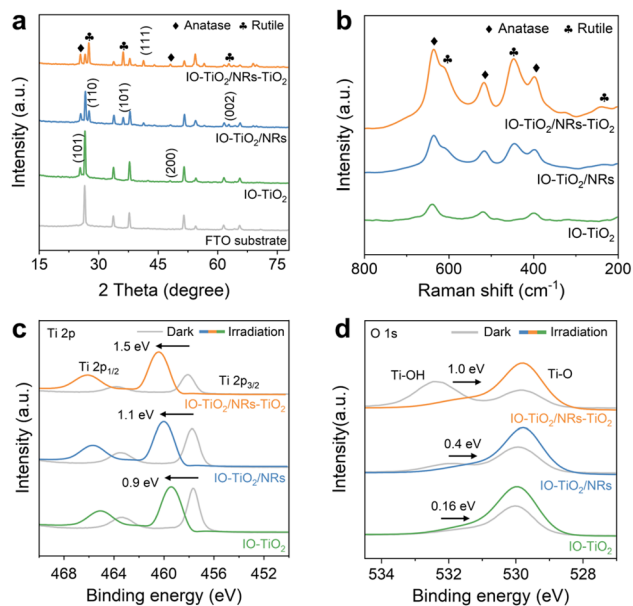 a
◆ Anatase ♣ Rutile
(111)
IO-TiO₂/NRs-TiO₂
(110)
(101)
(002)
IO-TiO₂/NRs
(101)
(200)
IO-TiO₂
FTO substrate
Intensity (a.u.)
15 30 45 60 75
2 Theta (degree)
b
◆ Anatase ♣ Rutile
IO-TiO₂/NRs-TiO₂
IO-TiO₂/NRs
IO-TiO₂
Intensity (a.u.)
800 600 400 200
Raman shift (cm⁻¹)
c
Ti 2p
Dark Irradiation
1.5 eV
Ti 2p₁/₂
Ti 2p₃/₂
IO-TiO₂/NRs-TiO₂
1.1 eV
IO-TiO₂/NRs
0.9 eV
IO-TiO₂
Intensity (a.u.)
468 464 460 456 452
Binding energy (eV)
d
O 1s
Dark Irradiation
Ti-OH
1.0 eV
Ti-O
IO-TiO₂/NRs-TiO₂
0.4 eV
IO-TiO₂/NRs
0.16 eV
IO-TiO₂
Intensity(a.u.)
534 532 530 528
Binding energy (eV)